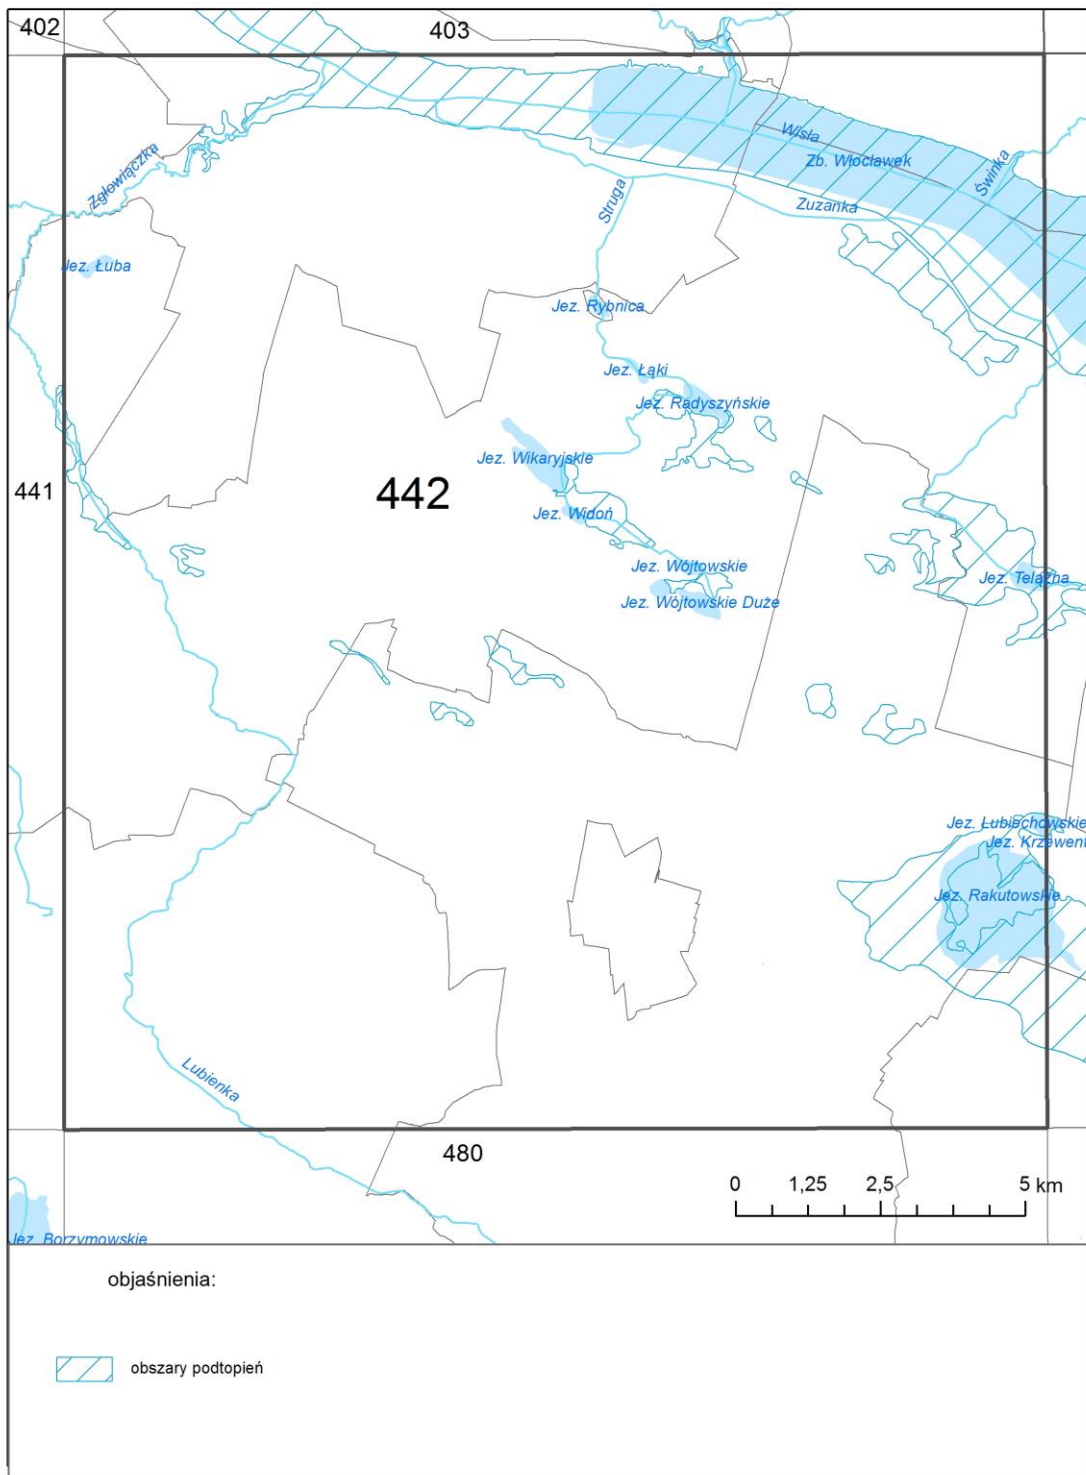 402
403
Wisła
Zb. Włocławek
Świnka
Zgłowiączka
Struga
Zuzanka
Jez. Łuba
Jez. Rybnica
Jez. Łąki
Jez. Radyszyńskie
Jez. Wikaryjskie
441
442
Jez. Widoń
Jez. Wójtowskie
Jez. Telążna
Jez. Wójtowskie Duże
Jez. Łubiechowskie
Jez. Krzewent
Jez. Rakutowskie
Lubieńka
480
0 1,25 2,5 5 km
Jez. Borzymowskie
objaśnienia:
obszary podtopień